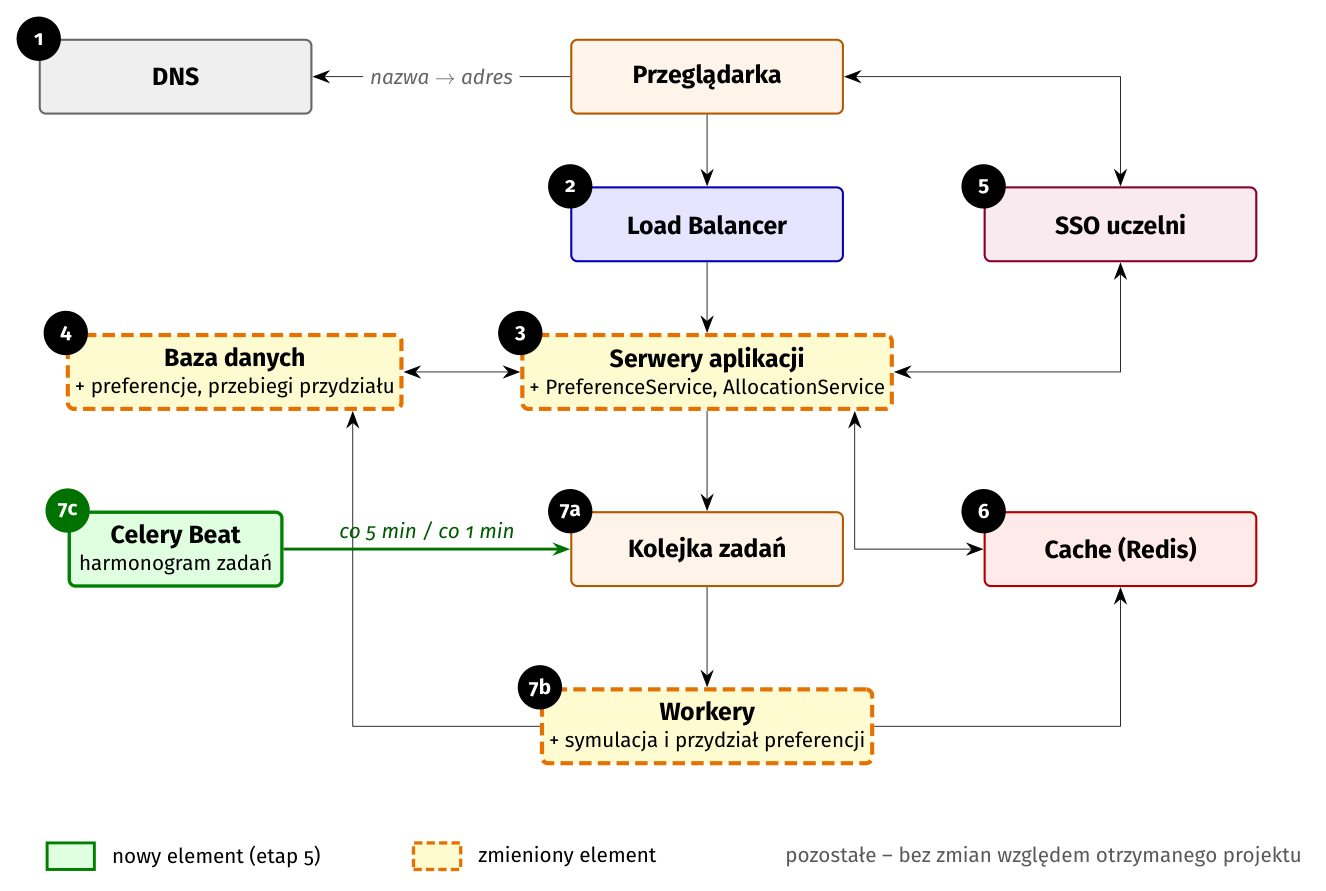 1
DNS
nazwa → adres
Przeglądarka
2
Load Balancer
5
SSO uczelni
4
Baza danych
+ preferencje, przebiegi przydziału
3
Serwery aplikacji
+ PreferenceService, AllocationService
7c
Celery Beat
harmonogram zadań
co 5 min / co 1 min
7a
Kolejka zadań
6
Cache (Redis)
7b
Workery
+ symulacja i przydział preferencji
nowy element (etap 5)
zmieniony element
pozostałe – bez zmian względem otrzymanego projektu